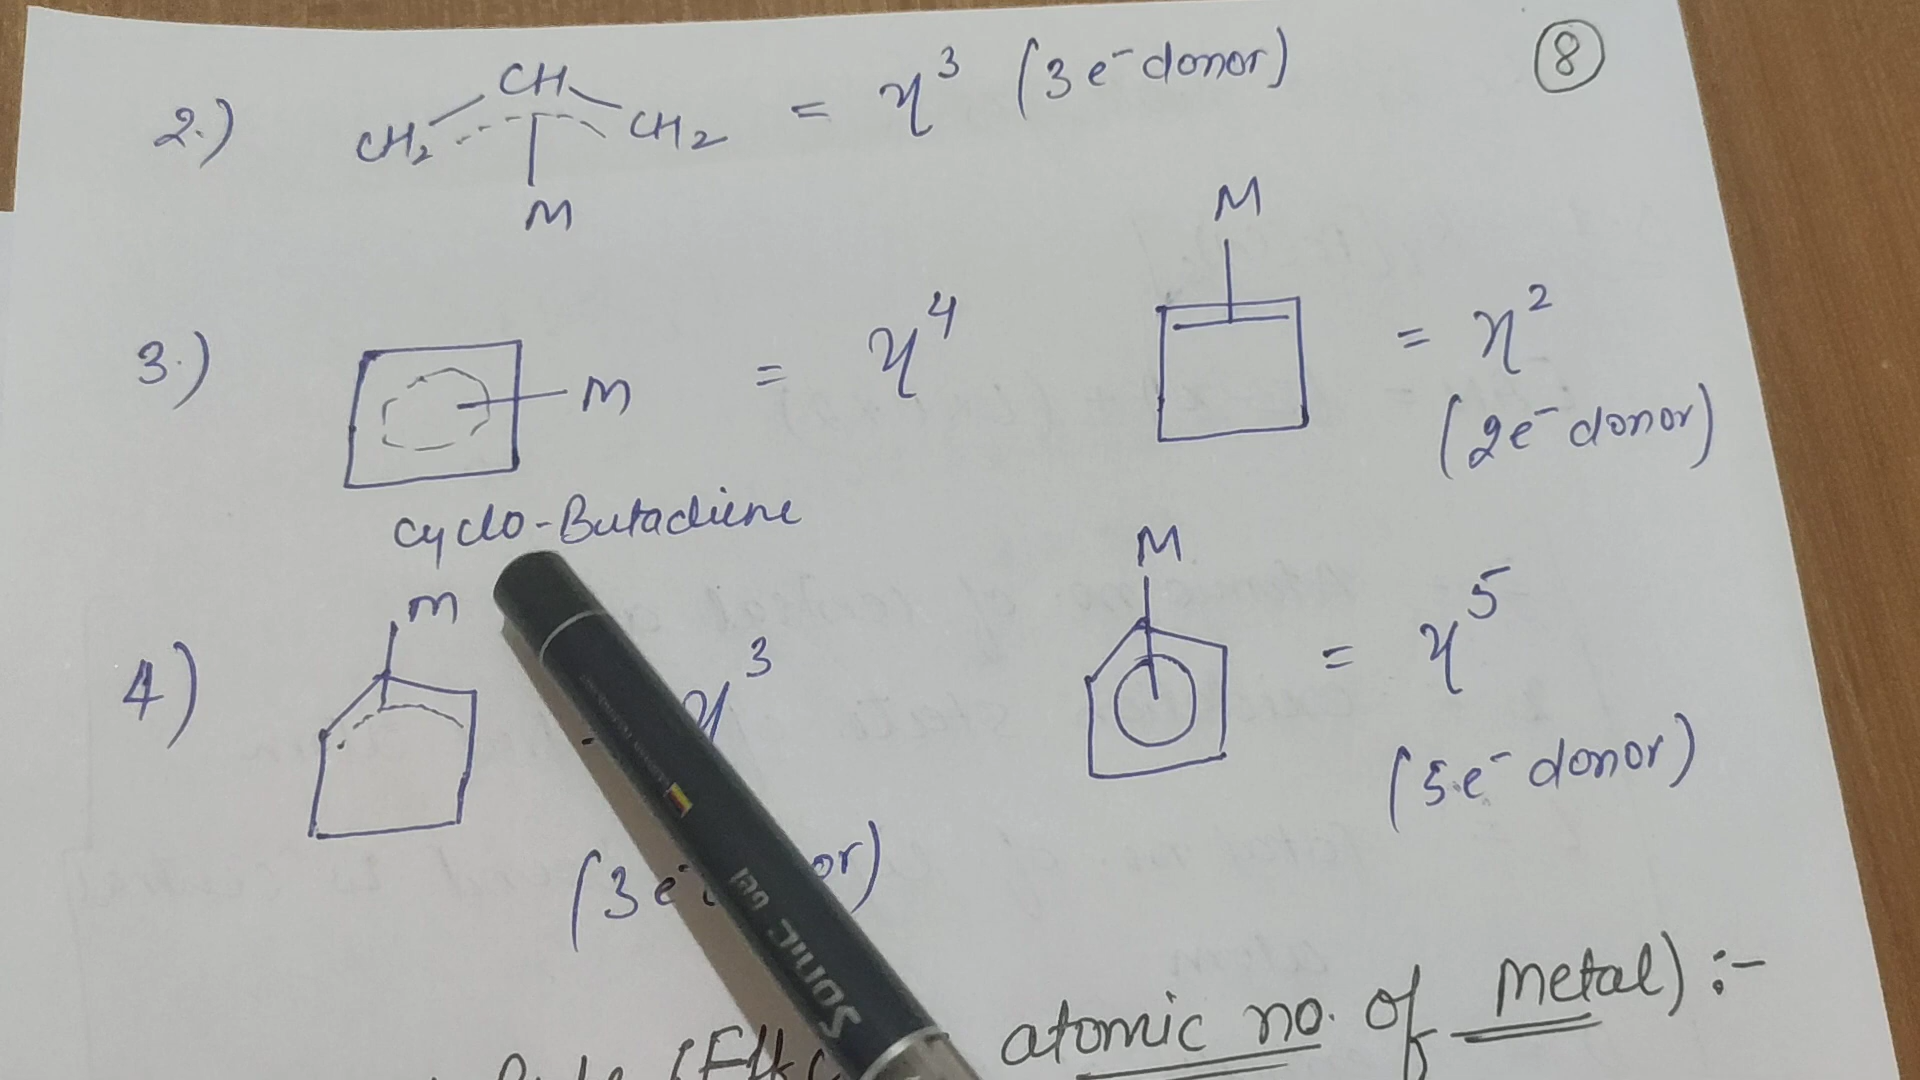 8
2.) CH2 CH CH2 M = η3 (3e- donor)
3.) M = η4 M = η2
(2e- donor)
Cyclo-Butadiene
4) M η3 M = η5
(3e- or) (5e- donor)
atomic no. of Metal) :-
Sonic gel